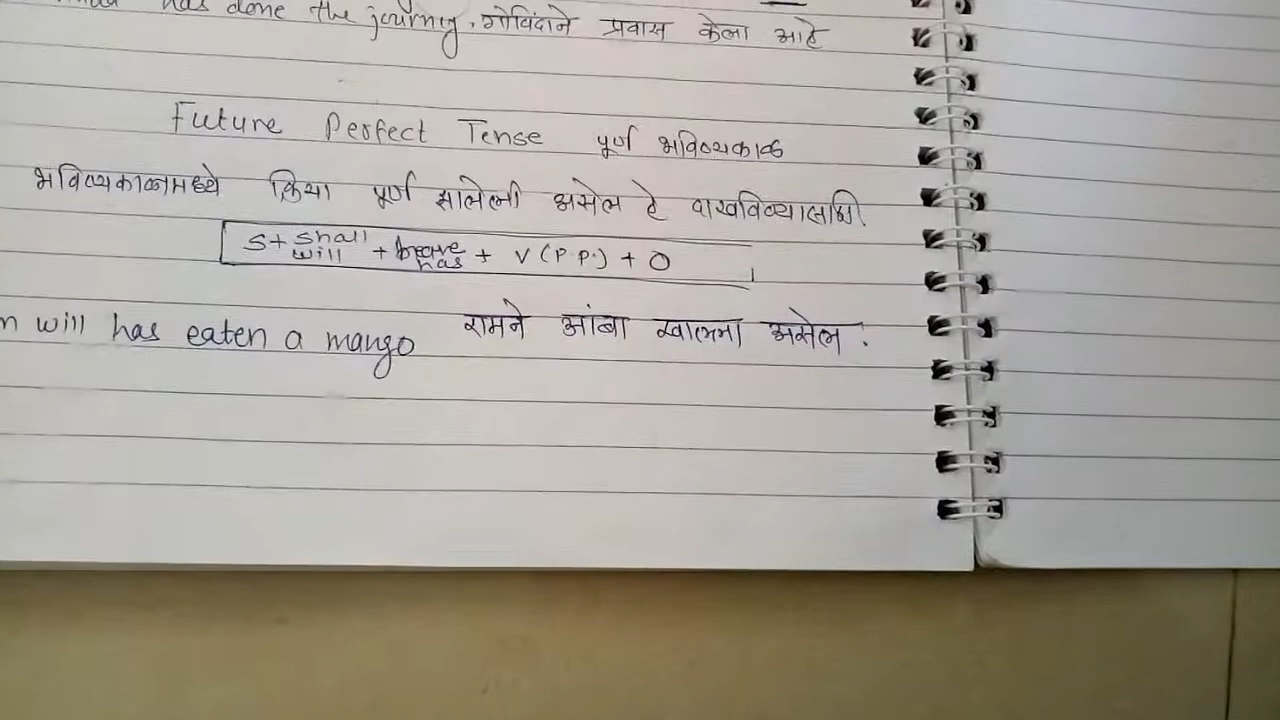 has done the journey. गोविंदाने प्रवास केला आहे
Future Perfect Tense पूर्ण भविष्यकाळ
भविष्यकाळामध्ये क्रिया पूर्ण झालेली असेल हे दाखविण्यासाठी.
S + shall will + have has + V (P.P.) + O
will has eaten a mango रामने आंबा खाल्ला असेल.